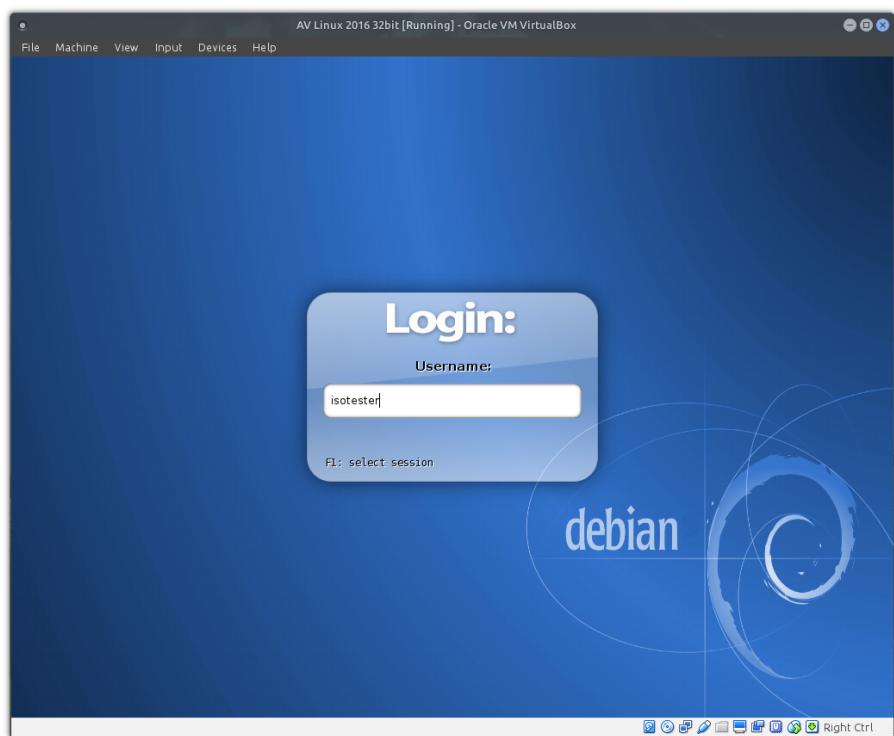 AV Linux 2016 32bit [Running] - Oracle VM VirtualBox
File Machine View Input Devices Help
Login:
Username:
isotester
F1: select session
debian
Right Ctrl